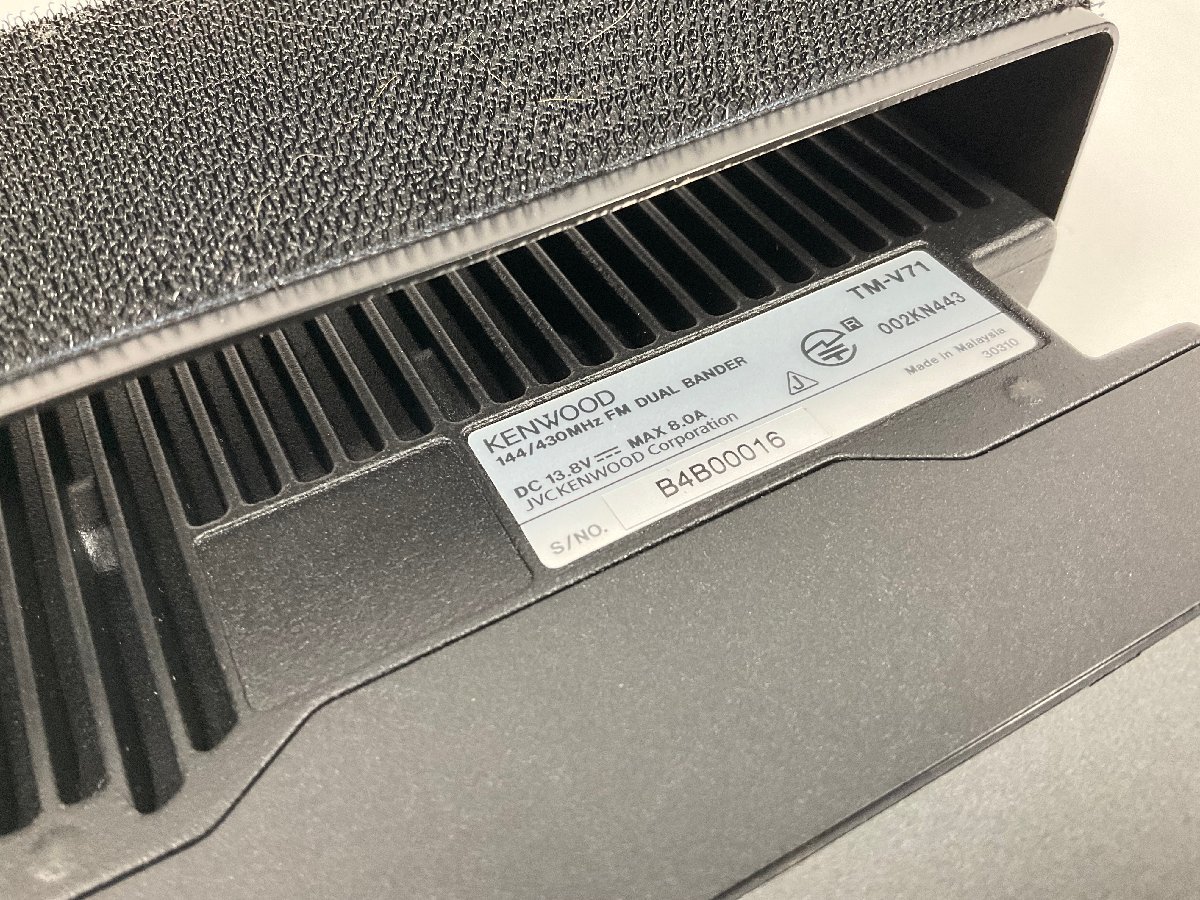 KENWOOD
TM-V71
144/430MHz FM DUAL BANDER
R 002KN443
DC 13.8V MAX 8.0A
J
Made in Malaysia
JVCKENWOOD Corporation
30310
S/NO. B4B00016